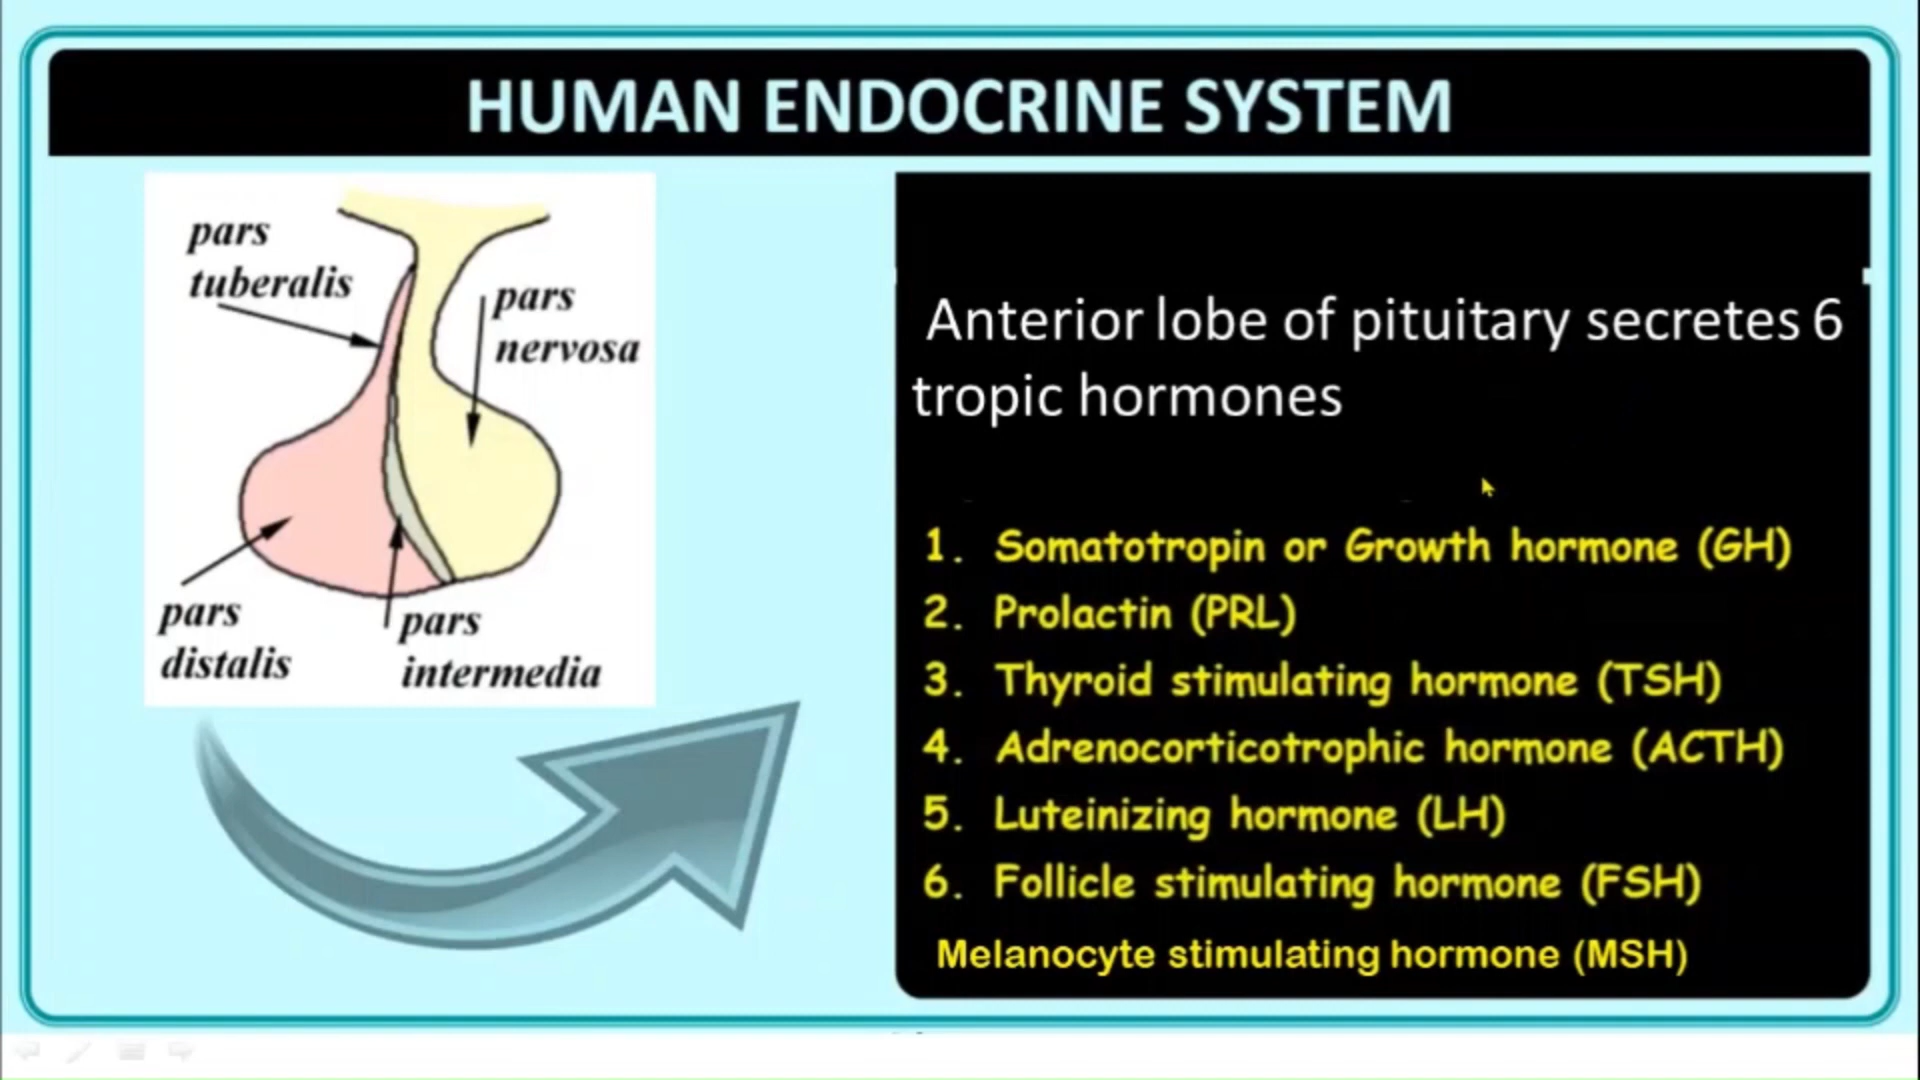 HUMAN ENDOCRINE SYSTEM
pars
tuberalis
pars
nervosa
pars
distalis
pars
intermedia
Anterior lobe of pituitary secretes 6
tropic hormones
1. Somatotropin or Growth hormone (GH)
2. Prolactin (PRL)
3. Thyroid stimulating hormone (TSH)
4. Adrenocorticotrophic hormone (ACTH)
5. Luteinizing hormone (LH)
6. Follicle stimulating hormone (FSH)
Melanocyte stimulating hormone (MSH)